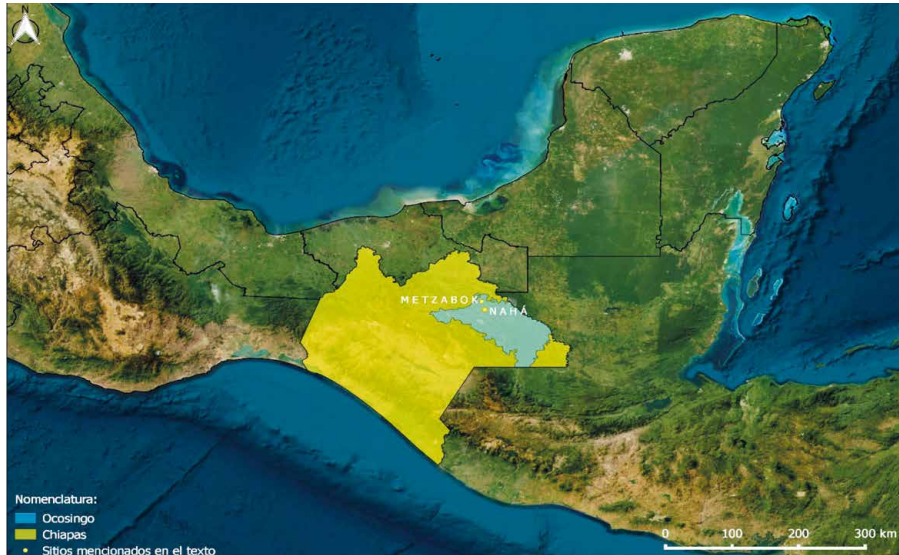 N
METZABOK
NAHÁ
Nomenclatura:
Ocosingo
Chiapas
Sitios mencionados en el texto
0 100 200 300 km